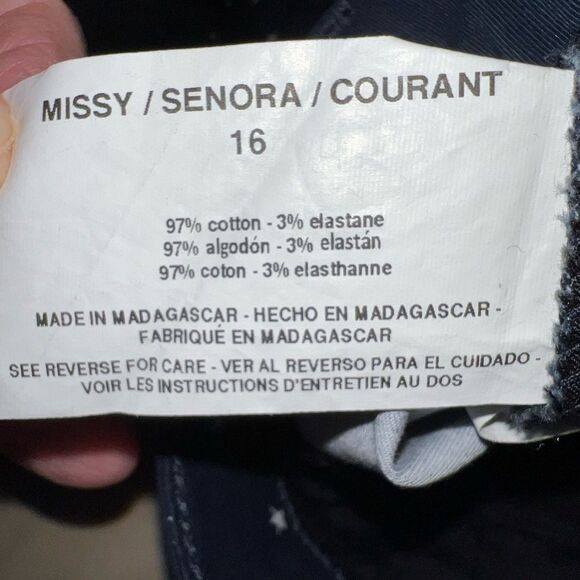 MISSY / SENORA / COURANT
16
97% cotton - 3% elastane
97% algodón - 3% elastán
97% coton - 3% elasthanne
MADE IN MADAGASCAR - HECHO EN MADAGASCAR -
FABRIQUÉ EN MADAGASCAR
SEE REVERSE FOR CARE - VER AL REVERSO PARA EL CUIDADO -
VOIR LES INSTRUCTIONS D'ENTRETIEN AU DOS